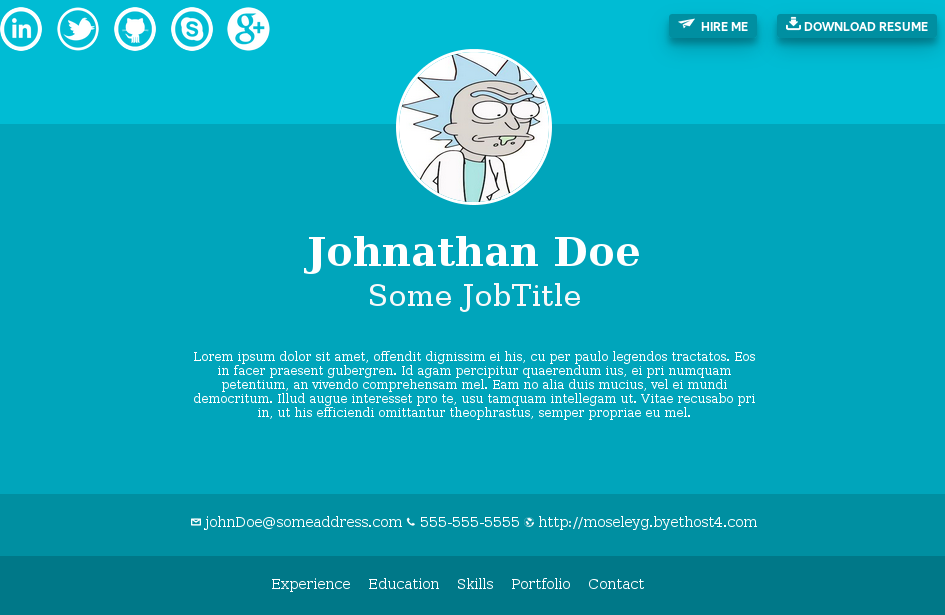 in S g+ HIRE ME DOWNLOAD RESUME
Johnathan Doe
Some JobTitle
Lorem ipsum dolor sit amet, offendit dignissim ei his, cu per paulo legendos tractatos. Eos
in facer praesent gubergren. Id agam percipitur quaerendum ius, ei pri numquam
petentium, an vivendo comprehensam mel. Eam no alia duis mucius, vel ei mundi
democritum. Illud augue interesset pro te, usu tamquam intellegam ut. Vitae recusabo pri
in, ut his efficiendi omittantur theophrastus, semper propriae eu mel.
johnDoe@someaddress.com 555-555-5555 http://moseleyg.byethost4.com
Experience Education Skills Portfolio Contact